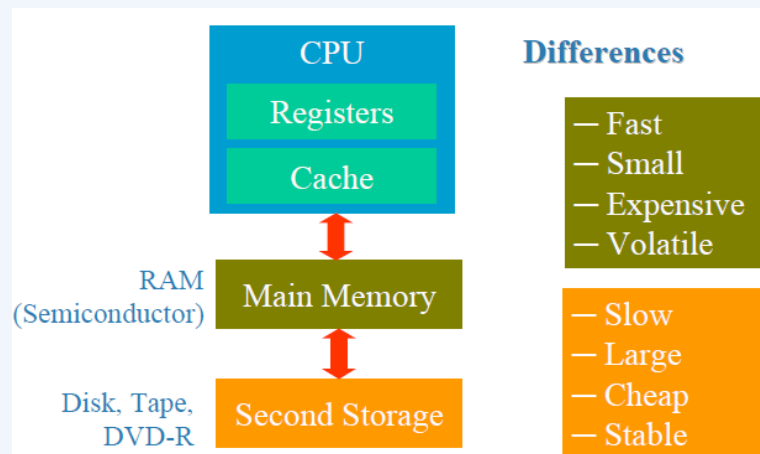 CPU
Registers
Cache
RAM
(Semiconductor)
Main Memory
Disk, Tape,
DVD-R
Second Storage
Differences
— Fast
— Small
— Expensive
— Volatile
— Slow
— Large
— Cheap
— Stable